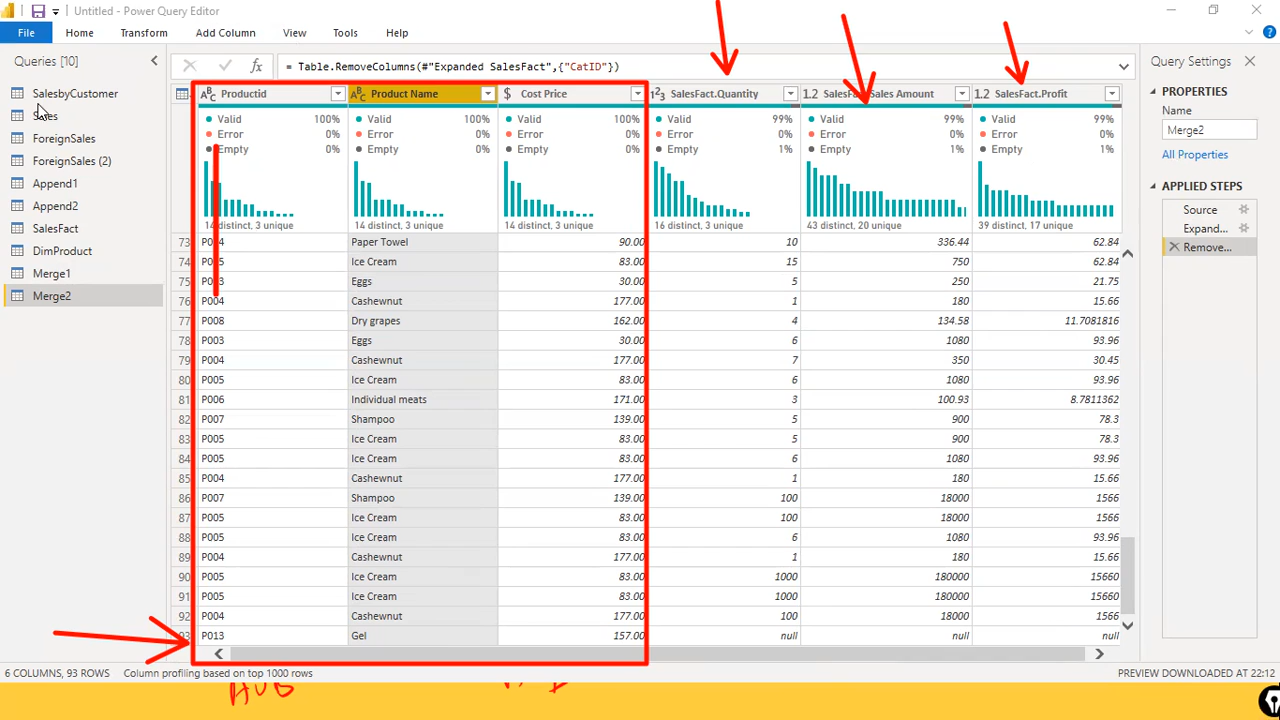 Untitled - Power Query Editor
File Home Transform Add Column View Tools Help
Queries [10]
= Table.RemoveColumns(#"Expanded SalesFact",{"CatID"})
Query Settings
SalesbyCustomer
Sales
ForeignSales
ForeignSales (2)
Append1
Append2
SalesFact
DimProduct
Merge1
Merge2
Productid Product Name Cost Price SalesFact.Quantity SalesFact.Sales Amount SalesFact.Profit
Valid 100% Valid 100% Valid 100% Valid 99% Valid 99% Valid 99%
Error 0% Error 0% Error 0% Error 0% Error 0% Error 0%
Empty 0% Empty 0% Empty 0% Empty 1% Empty 1% Empty 1%
14 distinct, 3 unique 14 distinct, 3 unique 14 distinct, 3 unique 16 distinct, 3 unique 43 distinct, 20 unique 39 distinct, 17 unique
73 Paper Towel 90.00 10 336.44 62.84
74 Ice Cream 83.00 15 750 62.84
75 Eggs 30.00 5 250 21.75
76 P004 Cashewnut 177.00 1 180 15.66
77 P008 Dry grapes 162.00 4 134.58 11.7081816
78 P003 Eggs 30.00 6 1080 93.96
79 P004 Cashewnut 177.00 7 350 30.45
80 P005 Ice Cream 83.00 6 1080 93.96
81 P006 Individual meats 171.00 3 100.93 8.7811362
82 P007 Shampoo 139.00 5 900 78.3
83 P005 Ice Cream 83.00 5 900 78.3
84 P005 Ice Cream 83.00 6 1080 93.96
85 P004 Cashewnut 177.00 1 180 15.66
86 P007 Shampoo 139.00 100 18000 1566
87 P005 Ice Cream 83.00 100 18000 1566
88 P005 Ice Cream 83.00 6 1080 93.96
89 P004 Cashewnut 177.00 1 180 15.66
90 P005 Ice Cream 83.00 1000 180000 15660
91 P005 Ice Cream 83.00 1000 180000 15660
92 P004 Cashewnut 177.00 100 18000 1566
93 P013 Gel 157.00 null null null
PROPERTIES
Name
Merge2
All Properties
APPLIED STEPS
Source
Expand...
Remove...
6 COLUMNS, 93 ROWS Column profiling based on top 1000 rows PREVIEW DOWNLOADED AT 22:12